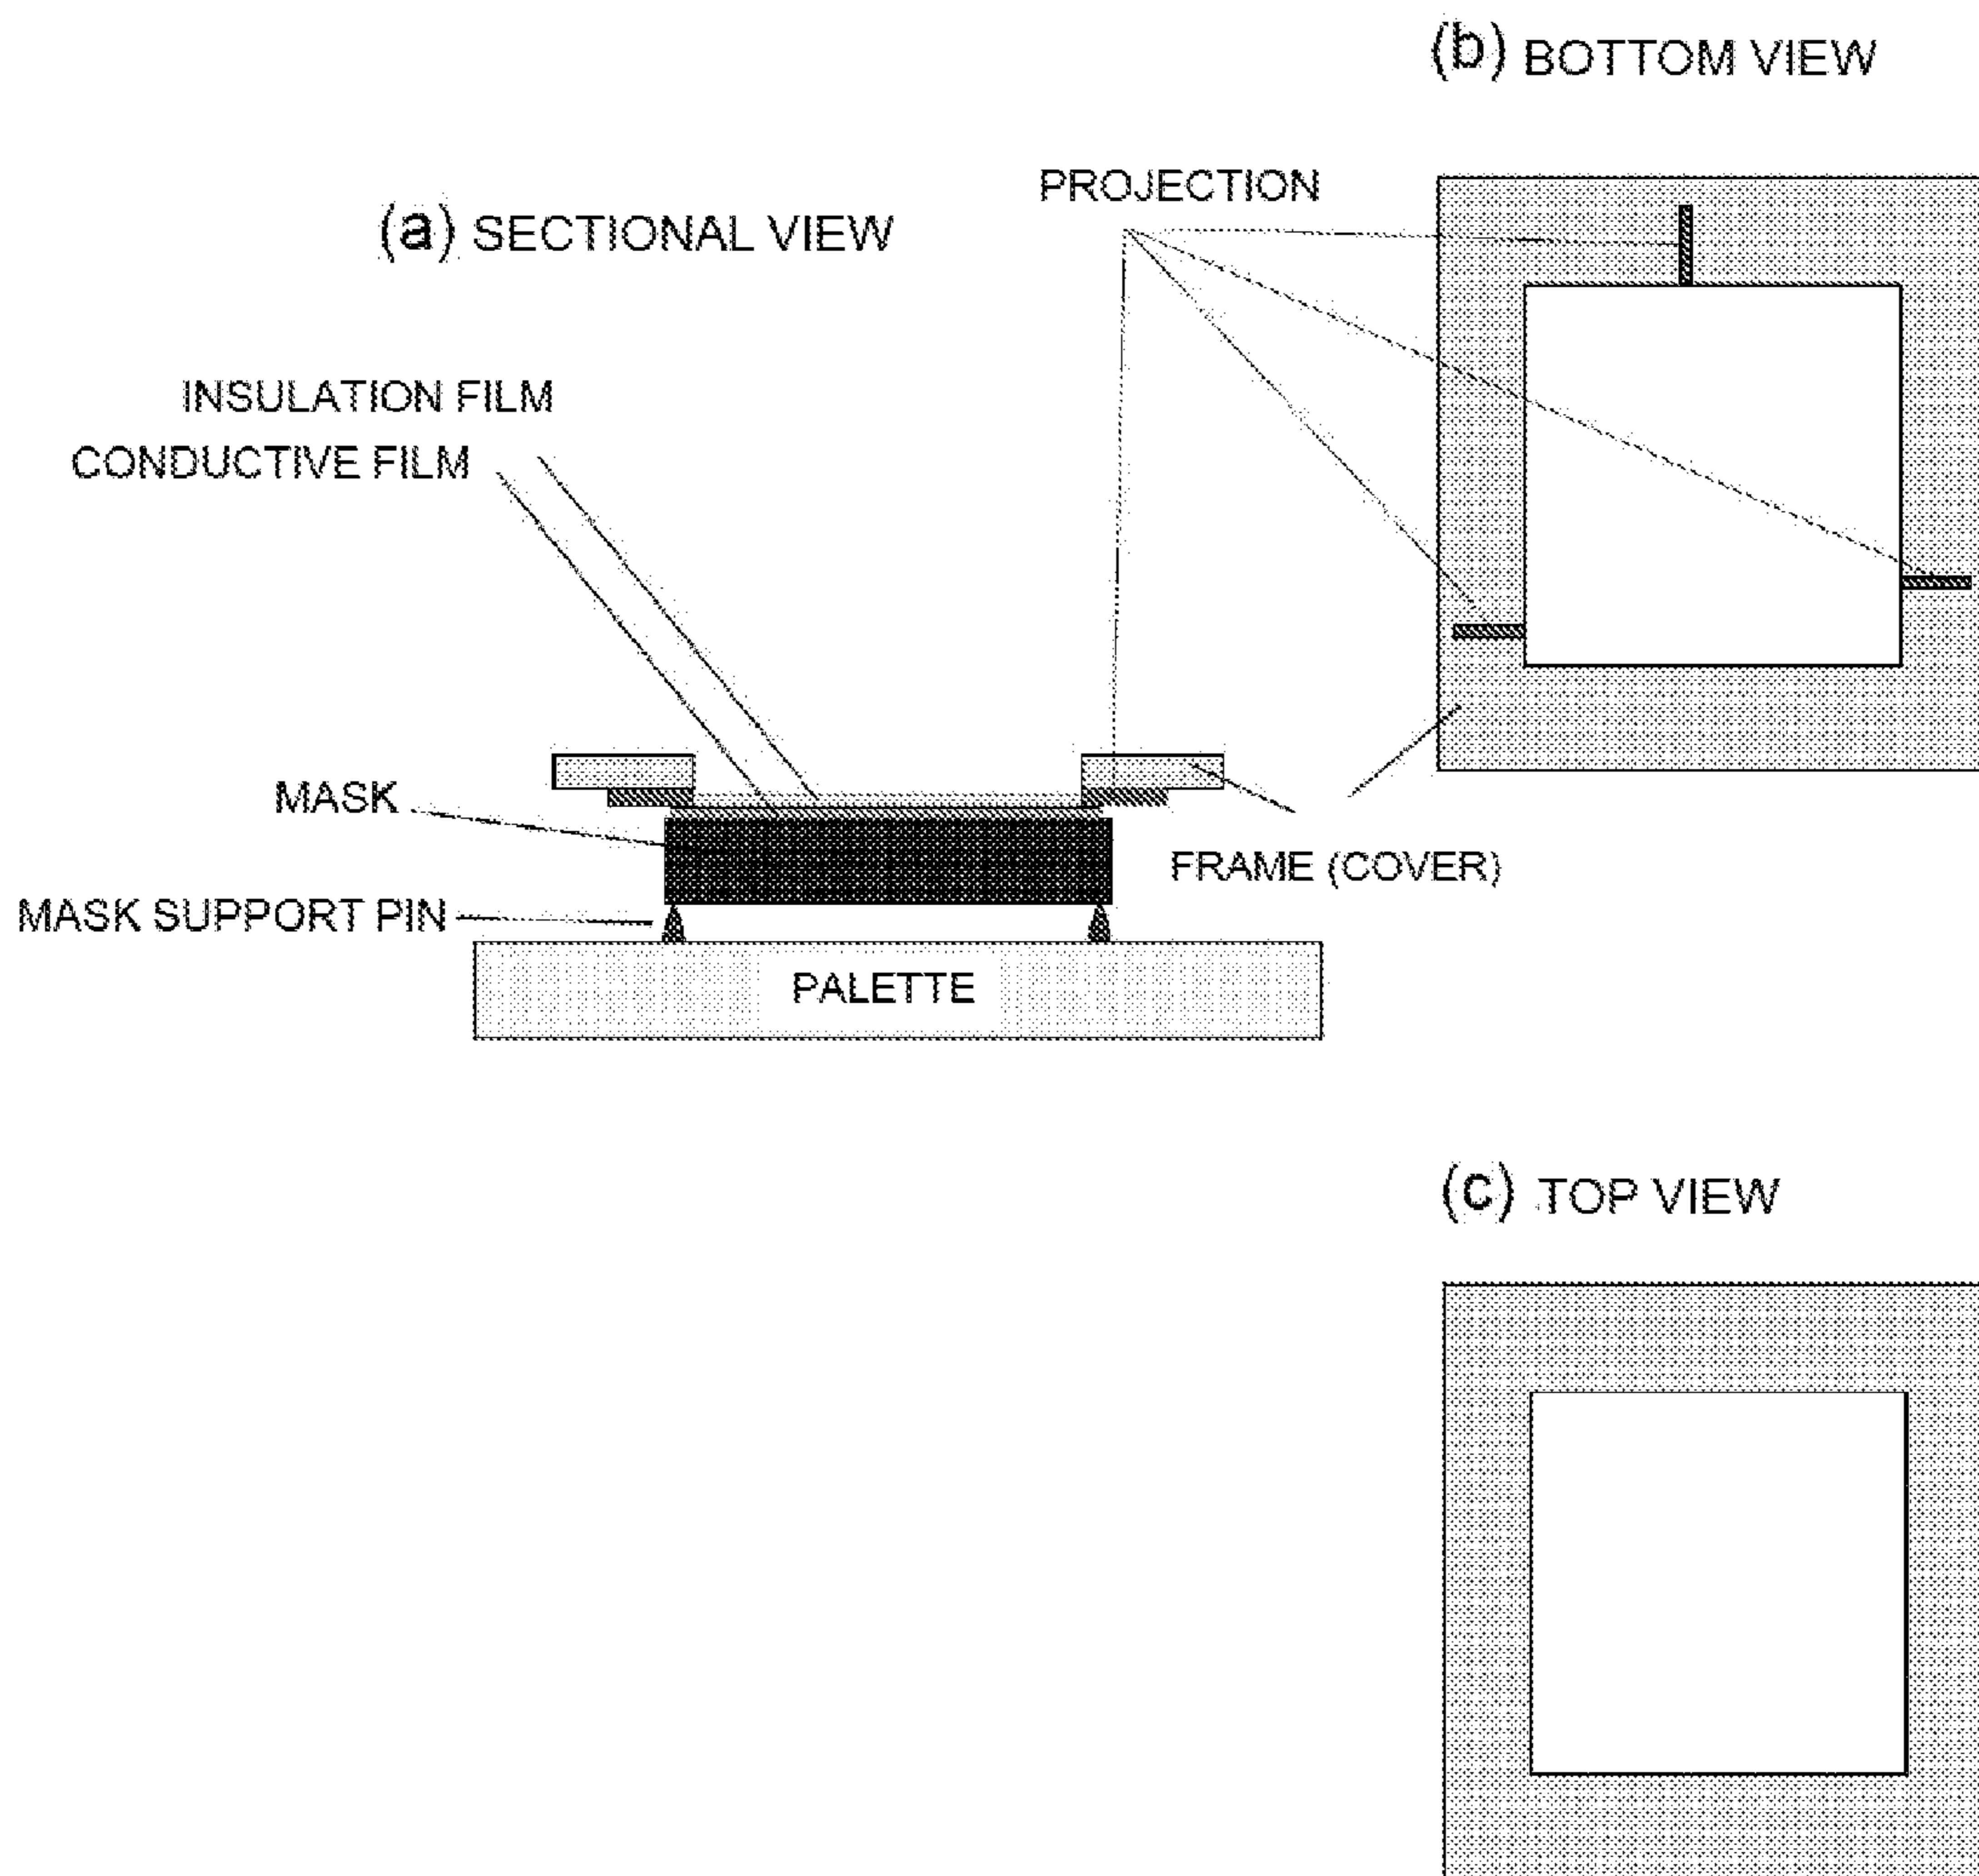 (b) BOTTOM VIEW
PROJECTION
(a) SECTIONAL VIEW
INSULATION FILM
CONDUCTIVE FILM
MASK
FRAME (COVER)
MASK SUPPORT PIN
PALETTE
(c) TOP VIEW